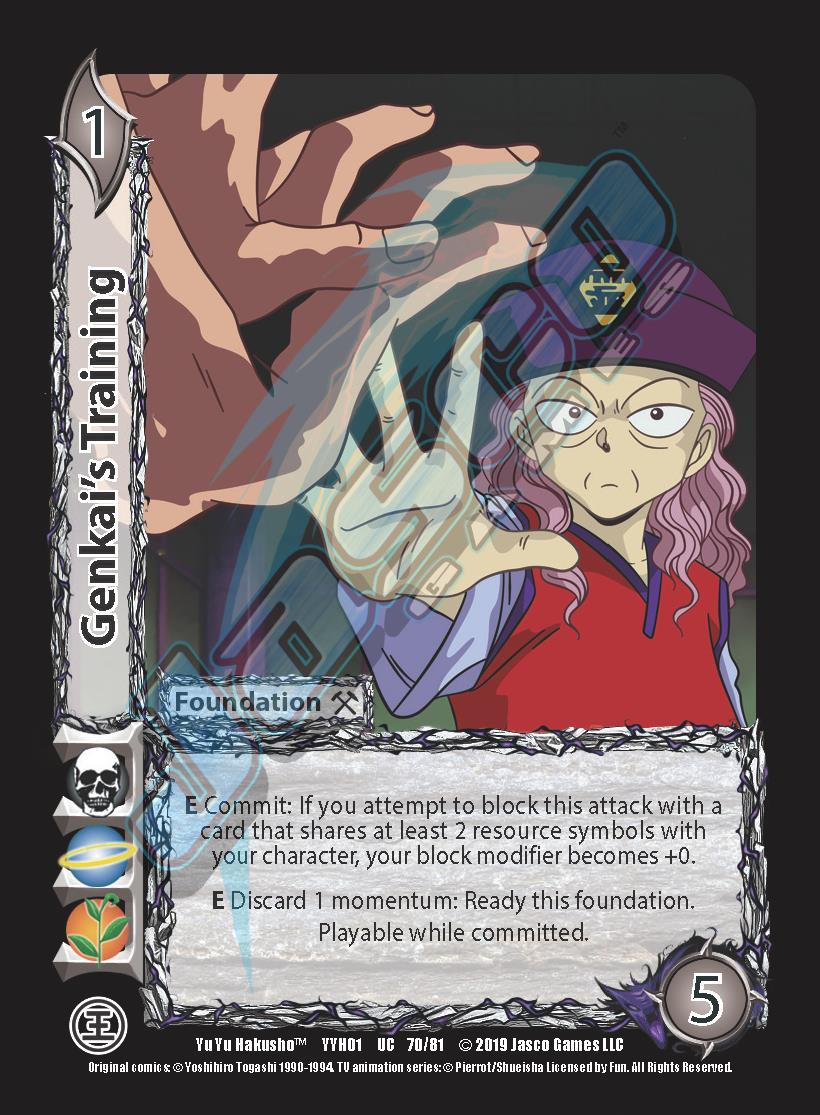 1
Genkai's Training
Foundation
E Commit: If you attempt to block this attack with a
card that shares at least 2 resource symbols with
your character, your block modifier becomes +0.
E Discard 1 momentum: Ready this foundation.
Playable while committed.
5
Yu Yu Hakusho™ YYH01 UC 70/81 © 2019 Jasco Games LLC
Original comics: © Yoshihiro Togashi 1990-1994. TV animation series: © Pierrot/Shueisha Licensed by Fun. All Rights Reserved.